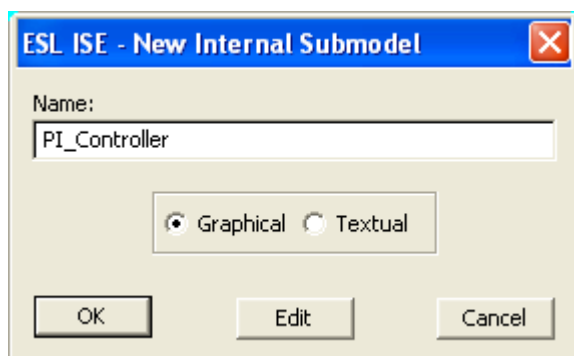 ESL ISE - New Internal Submodel
Name:
PI_Controller
Graphical Textual
OK Edit Cancel